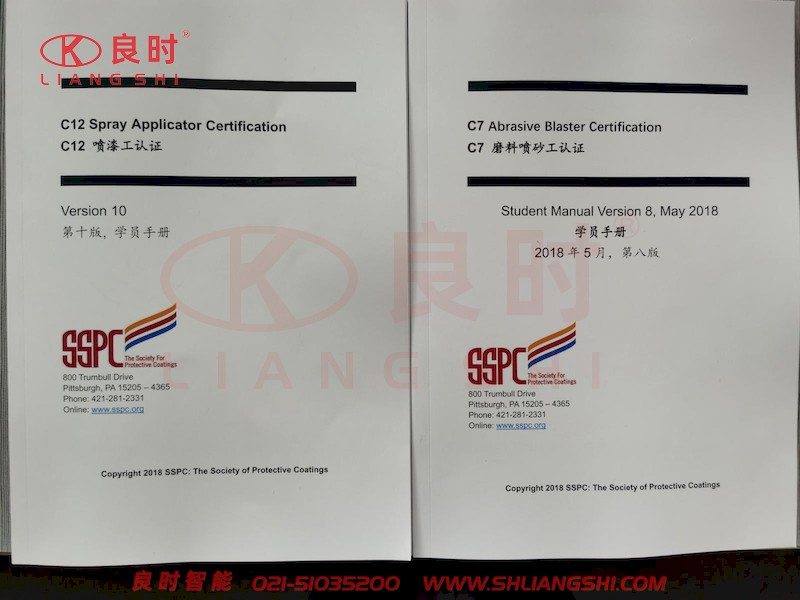 良时®
LIANGSHI
C12 Spray Applicator Certification
C12 喷漆工认证
Version 10
第十版, 学员手册
SSPC
The Society For
Protective Coatings
800 Trumbull Drive
Pittsburgh, PA 15205 – 4365
Phone: 421-281-2331
Online: www.sspc.org
Copyright 2018 SSPC: The Society of Protective Coatings
C7 Abrasive Blaster Certification
C7 磨料喷砂工认证
Student Manual Version 8, May 2018
学员手册
2018 年 5 月, 第八版
SSPC
The Society For
Protective Coatings
800 Trumbull Drive
Pittsburgh, PA 15205 – 4365
Phone: 421-281-2331
Online: www.sspc.org
Copyright 2018 SSPC: The Society of Protective Coatings
K 良时®
LIANGSHI
良时智能 021-51035200 WWW.SHLIANGSHI.COM